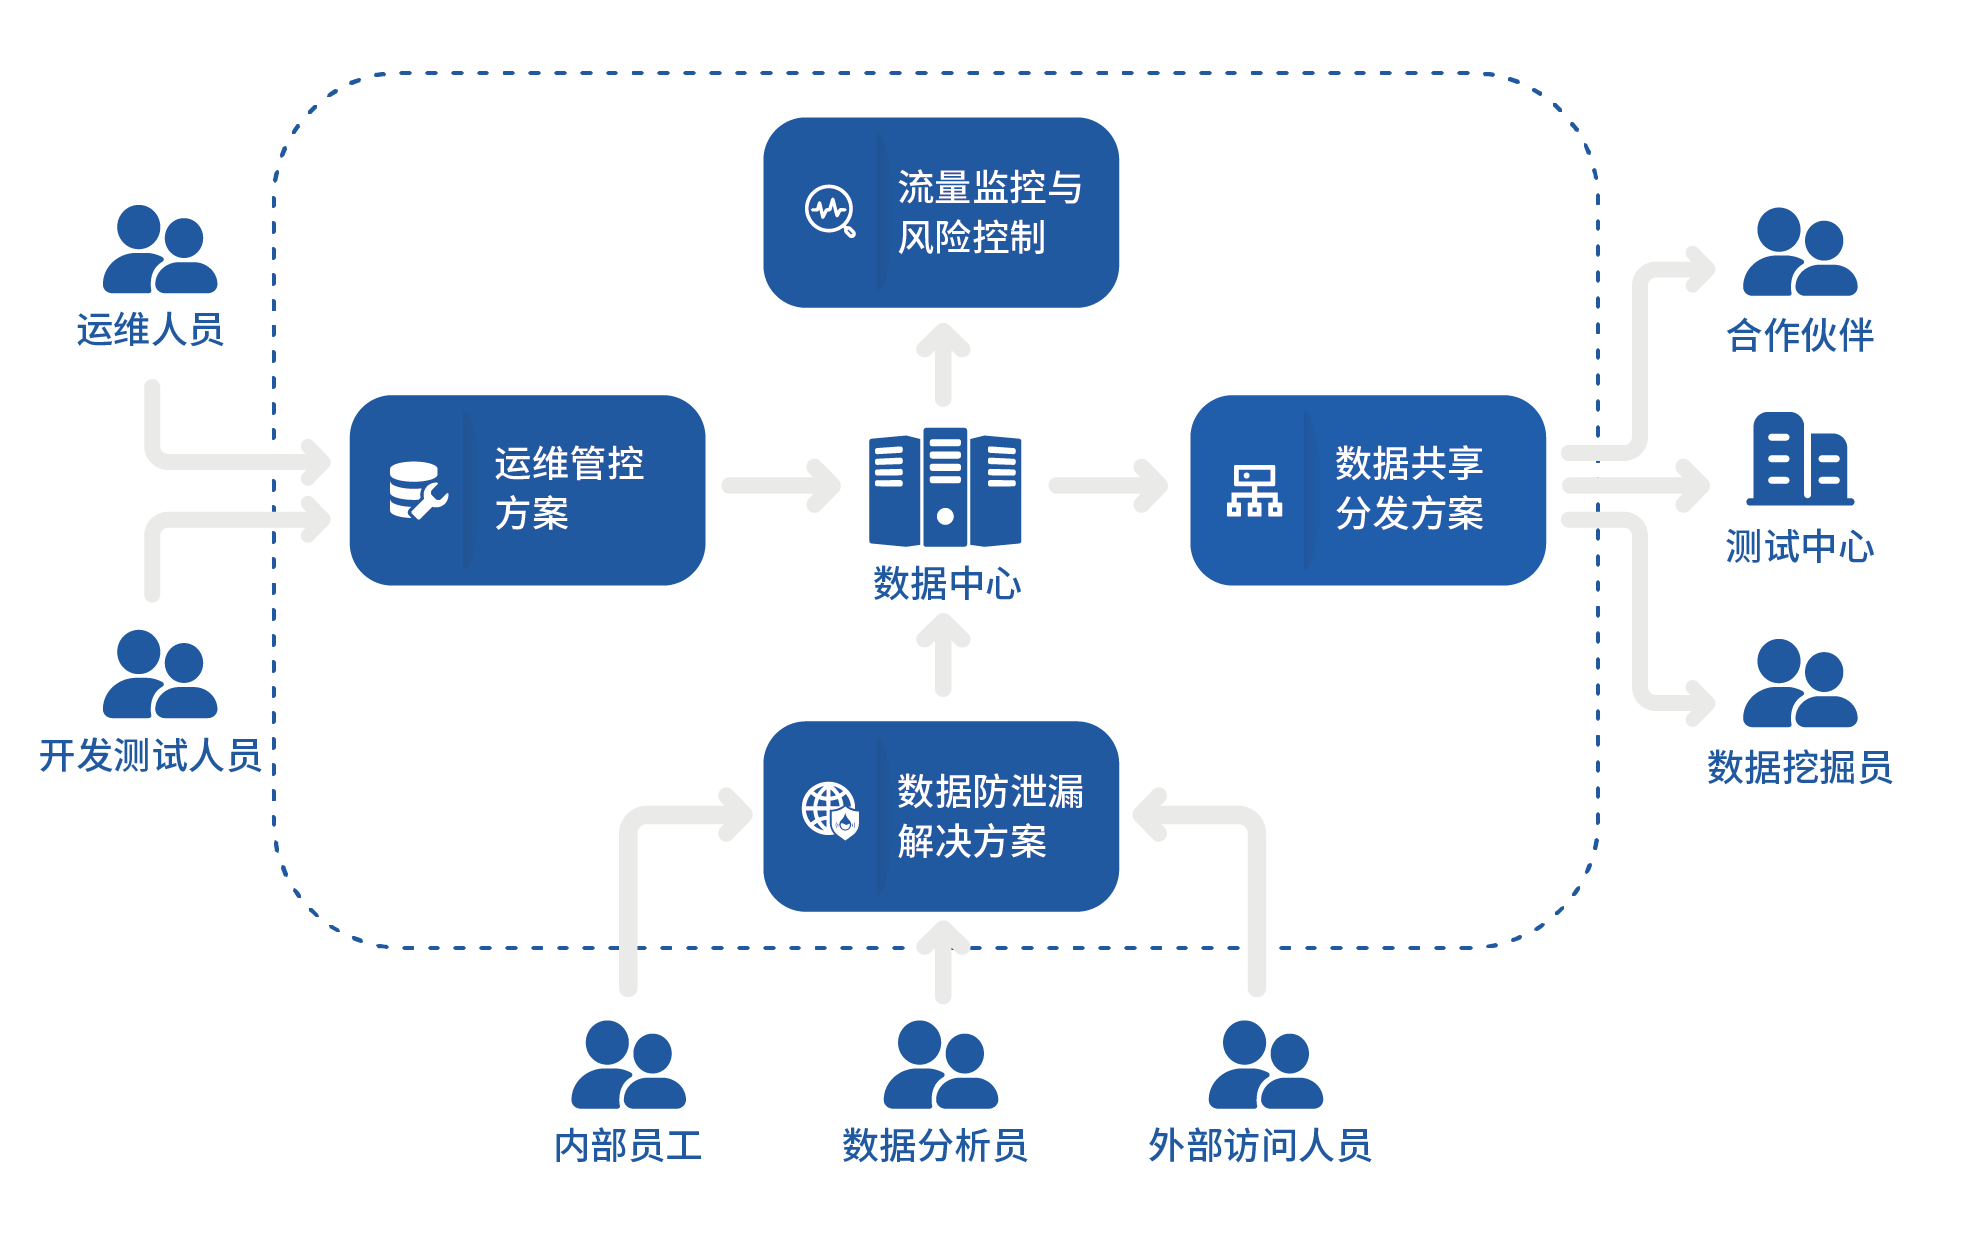 流量监控与
风险控制
运维人员
合作伙伴
运维管控
方案
数据共享
分发方案
测试中心
数据中心
开发测试人员
数据挖掘员
数据防泄漏
解决方案
内部员工
数据分析员
外部访问人员